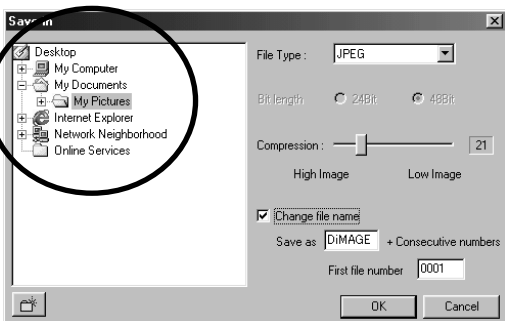 Save in
Desktop
My Computer
My Documents
My Pictures
Internet Explorer
Network Neighborhood
Online Services
File Type :
JPEG
Bit length
24Bit
48Bit
Compression :
21
High Image
Low Image
Change file name
Save as
DiMAGE
+ Consecutive numbers
First file number
0001
OK
Cancel